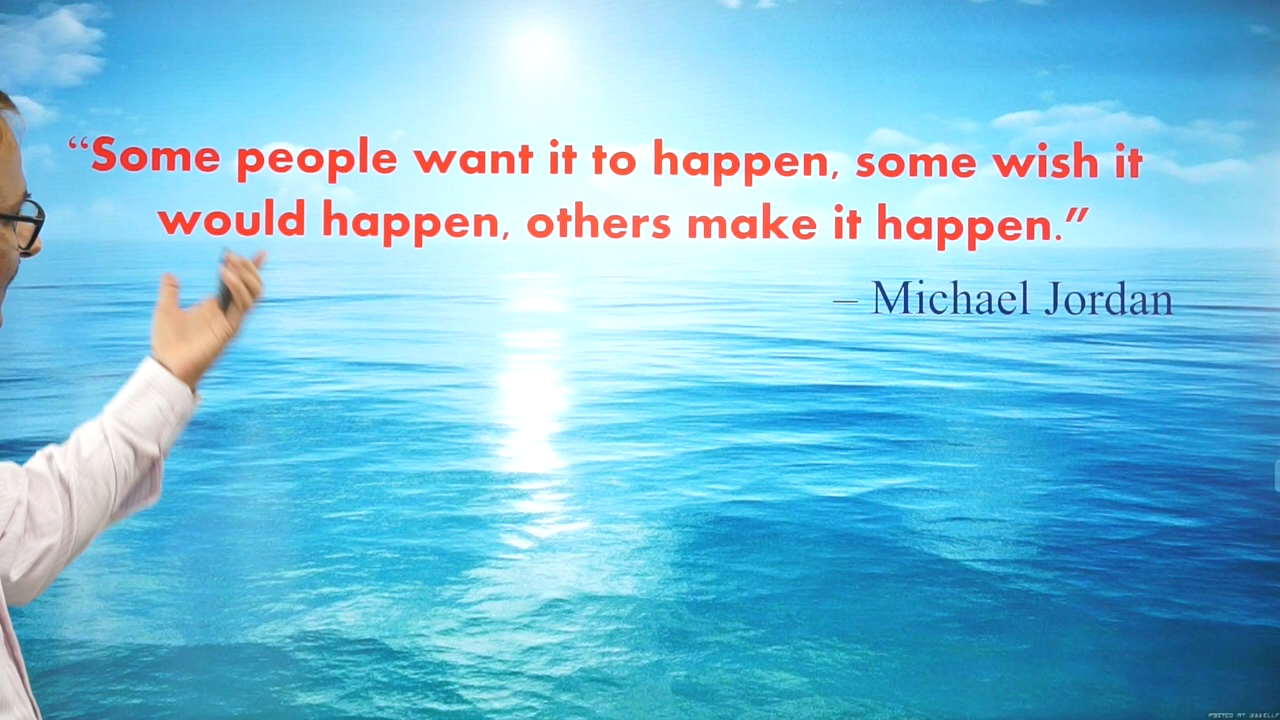 “Some people want it to happen, some wish it
would happen, others make it happen.”
– Michael Jordan